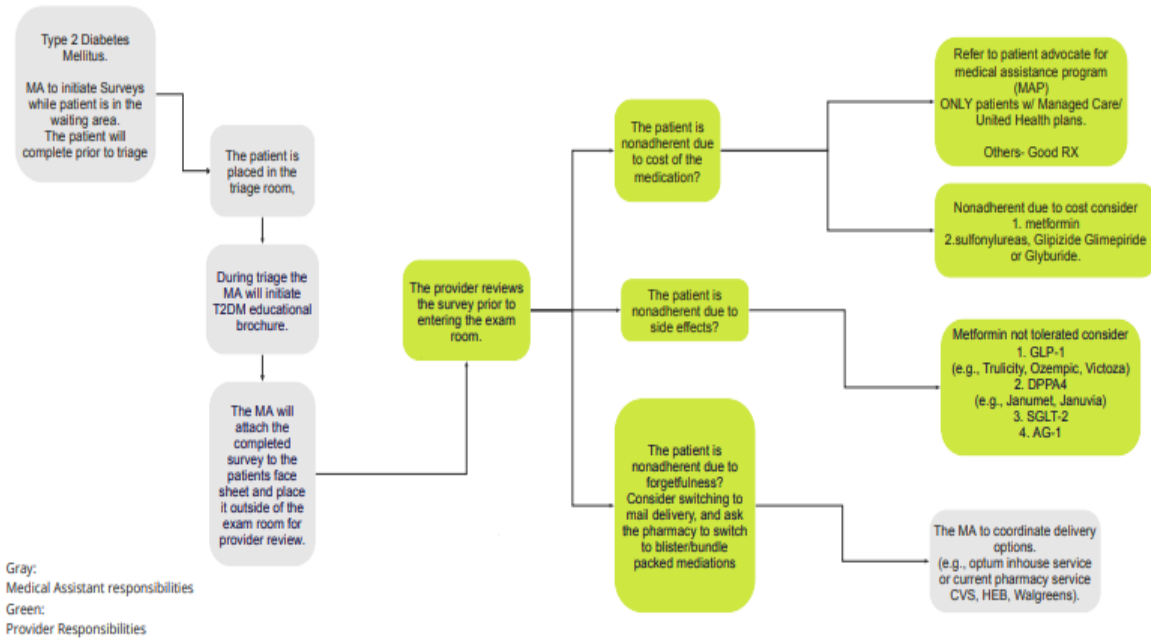 Type 2 Diabetes
Mellitus.
MA to initiate Surveys
while patient is in the
waiting area.
The patient will
complete prior to triage
The patient is
placed in the
triage room,
During triage the
MA will initiate
T2DM educational
brochure.
The MA will
attach the
completed
survey to the
patients face
sheet and place
it outside of the
exam room for
provider review.
The provider reviews
the survey prior to
entering the exam
room.
The patient is
nonadherent due
to cost of the
medication?
Refer to patient advocate for
medical assistance program
(MAP)
ONLY patients w/ Managed Care/
United Health plans.
Others- Good RX
Nonadherent due to cost consider
1. metformin
2.sulfonylureas, Glipizide Glimepiride
or Glyburide.
The patient is
nonadherent due to
side effects?
Metformin not tolerated consider
1. GLP-1
(e.g., Trulicity, Ozempic, Victoza)
2. DPPA4
(e.g., Janumet, Januvia)
3. SGLT-2
4. AG-1
The patient is
nonadherent due to
forgetfulness?
Consider switching to
mail delivery, and ask
the pharmacy to switch
to blister/bundle
packed mediations
The MA to coordinate delivery
options.
(e.g., optum inhouse service
or current pharmacy service
CVS, HEB, Walgreens).
Gray:
Medical Assistant responsibilities
Green:
Provider Responsibilities